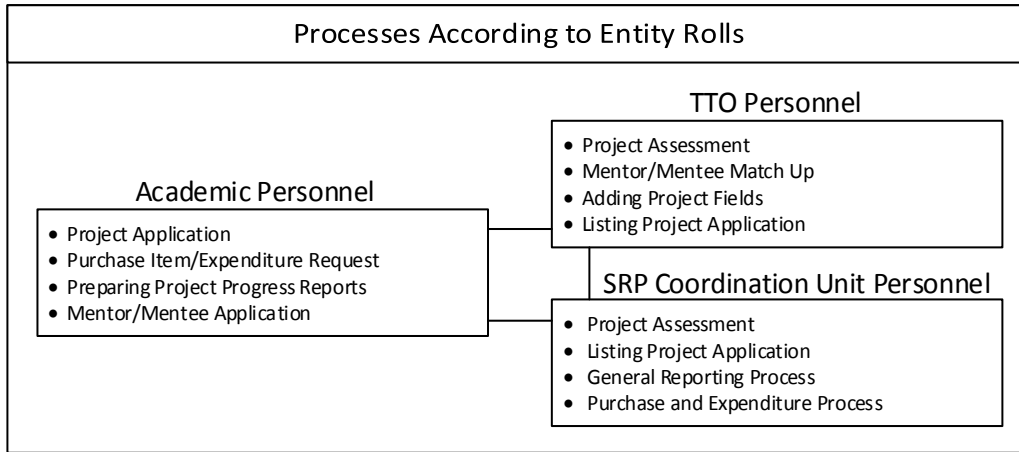 Processes According to Entity Rolls
Academic Personnel
• Project Application
• Purchase Item/Expenditure Request
• Preparing Project Progress Reports
• Mentor/Mentee Application
TTO Personnel
• Project Assessment
• Mentor/Mentee Match Up
• Adding Project Fields
• Listing Project Application
SRP Coordination Unit Personnel
• Project Assessment
• Listing Project Application
• General Reporting Process
• Purchase and Expenditure Process